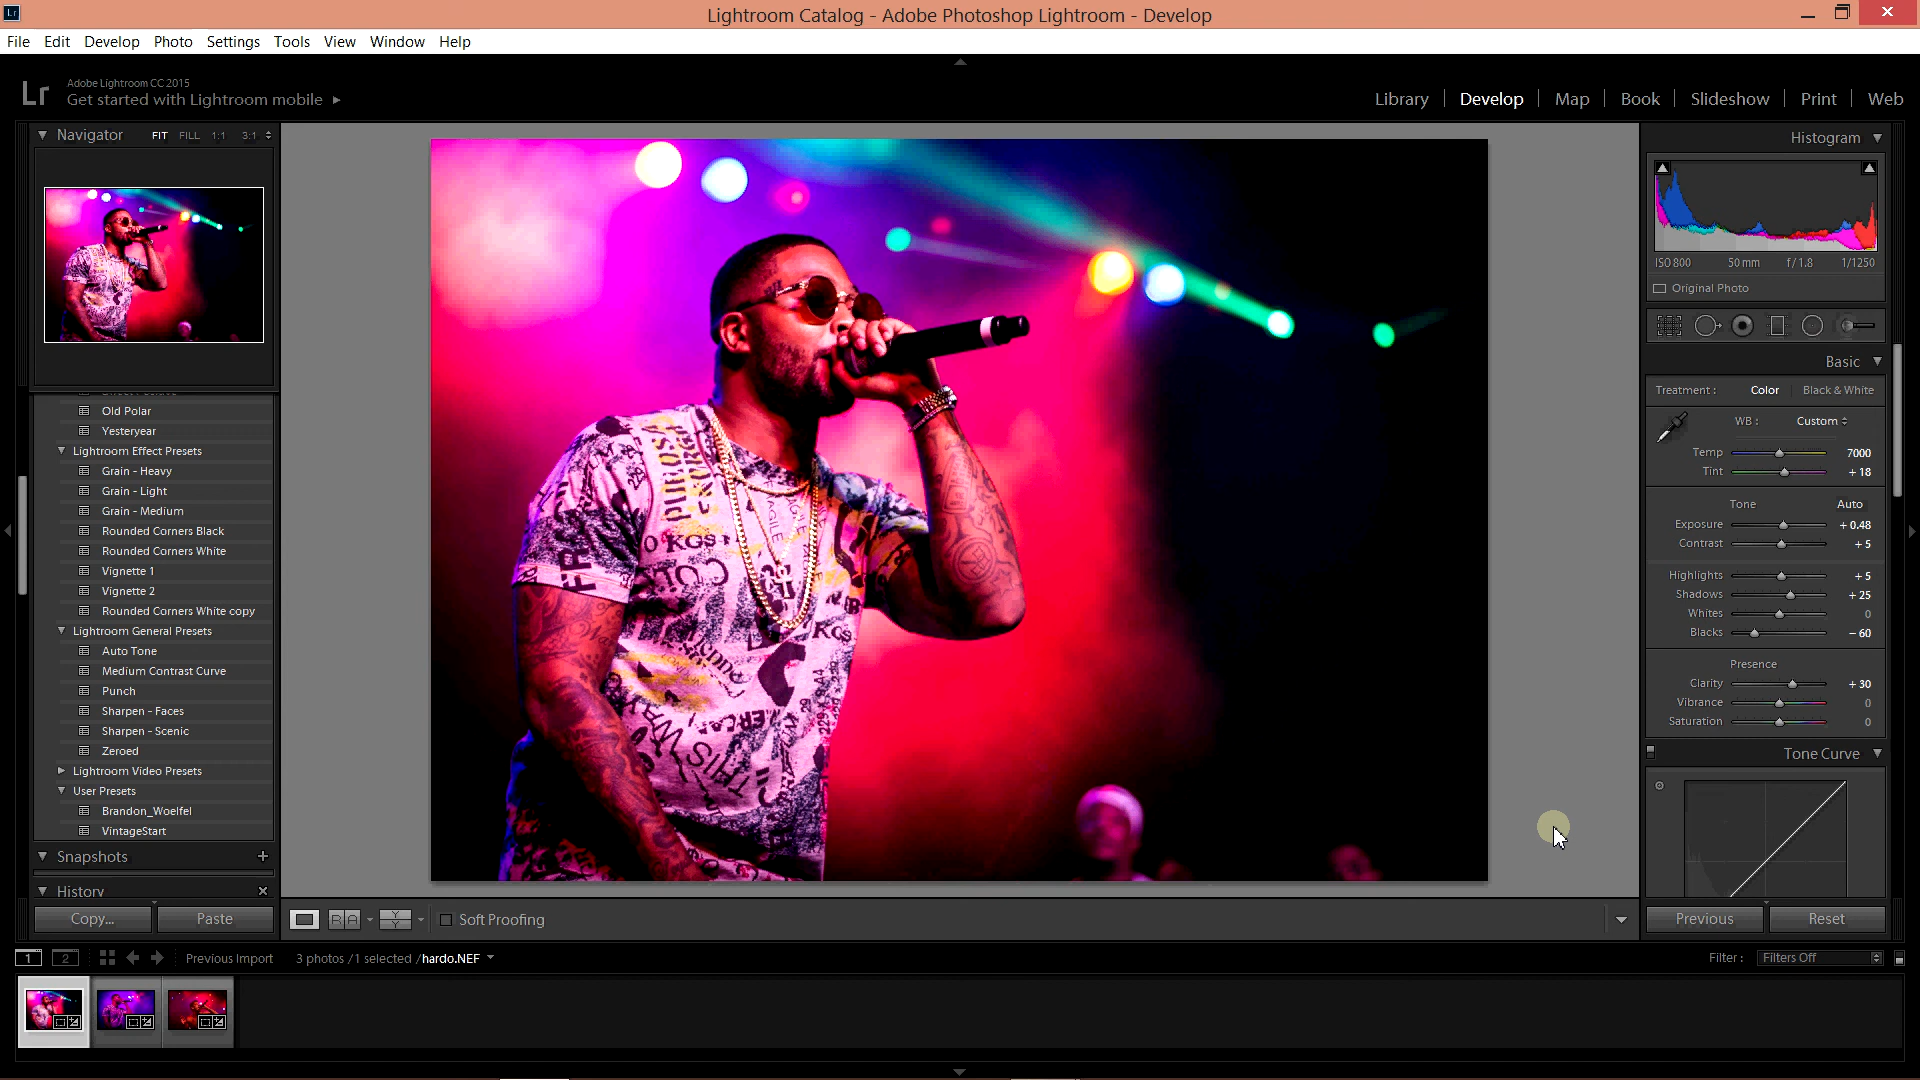 Lr
Lightroom Catalog - Adobe Photoshop Lightroom - Develop
File Edit Develop Photo Settings Tools View Window Help
Lr
Adobe Lightroom CC 2015
Get started with Lightroom mobile
Library Develop Map Book Slideshow Print Web
Navigator FIT FILL 1:1 3:1
Old Polar
Yesteryear
Lightroom Effect Presets
Grain - Heavy
Grain - Light
Grain - Medium
Rounded Corners Black
Rounded Corners White
Vignette 1
Vignette 2
Rounded Corners White copy
Lightroom General Presets
Auto Tone
Medium Contrast Curve
Punch
Sharpen - Faces
Sharpen - Scenic
Zeroed
Lightroom Video Presets
User Presets
Brandon_Woelfel
VintageStart
Snapshots +
History
Copy... Paste
AGILE
THIS WAY
R A Y Y
Soft Proofing
Histogram
ISO 800 50 mm f / 1.8 1/1250
Original Photo
Basic
Treatment : Color Black & White
WB : Custom
Temp 7000
Tint + 18
Tone Auto
Exposure + 0.48
Contrast + 5
Highlights + 5
Shadows + 25
Whites 0
Blacks − 60
Presence
Clarity + 30
Vibrance 0
Saturation 0
Tone Curve
Previous Reset
1 2 Previous Import 3 photos / 1 selected / hardo.NEF
Filter : Filters Off